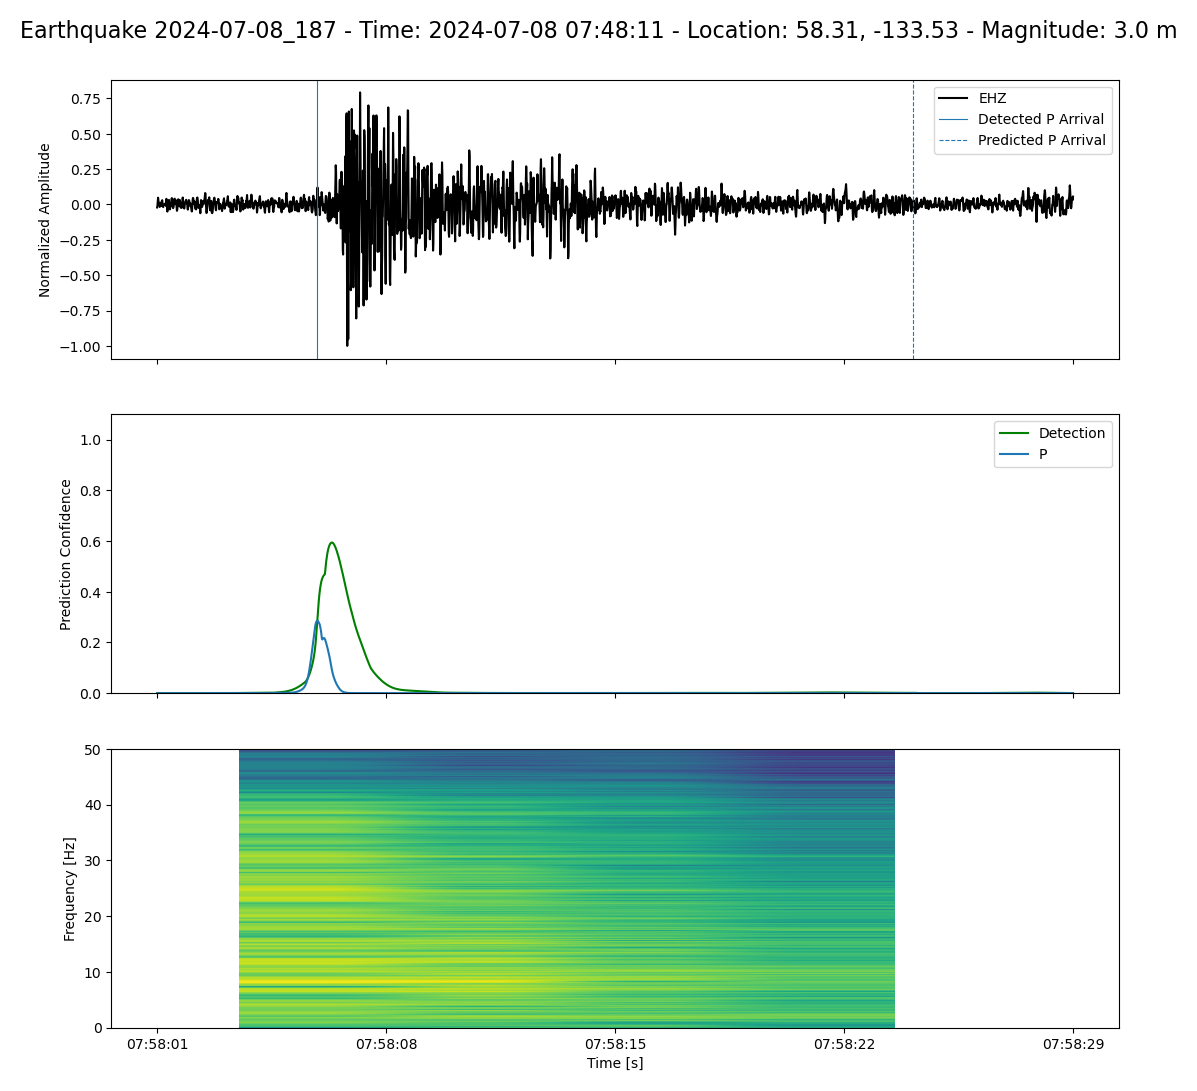 Earthquake 2024-07-08_187 - Time: 2024-07-08 07:48:11 - Location: 58.31, -133.53 - Magnitude: 3.0 m
Normalized Amplitude
0.75
0.50
0.25
0.00
−0.25
−0.50
−0.75
−1.00
EHZ
Detected P Arrival
Predicted P Arrival
Prediction Confidence
1.0
0.8
0.6
0.4
0.2
0.0
Detection
P
Frequency [Hz]
50
40
30
20
10
0
07:58:01 07:58:08 07:58:15 07:58:22 07:58:29
Time [s]